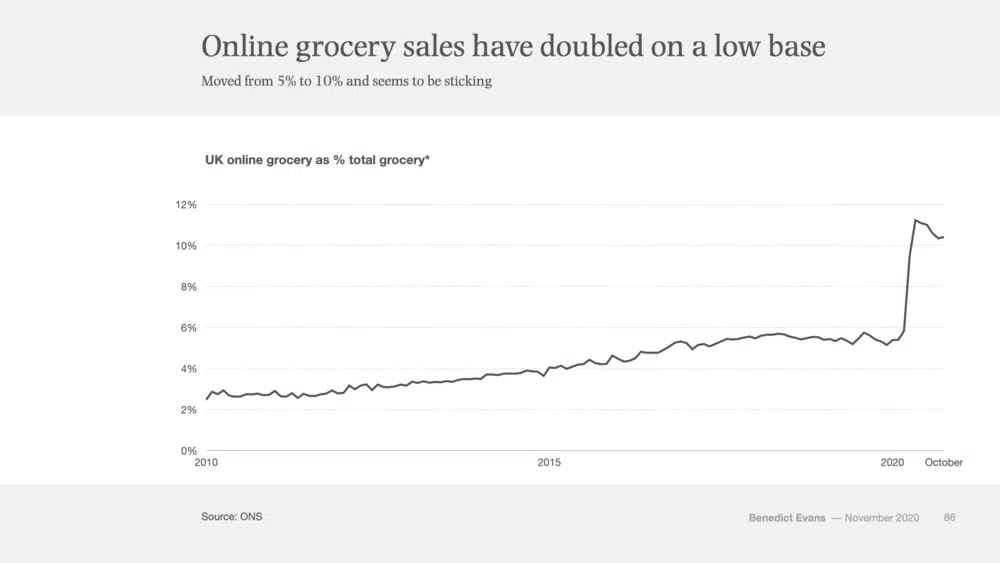 Online grocery sales have doubled on a low base
Moved from 5% to 10% and seems to be sticking
UK online grocery as % total grocery*
12%
10%
8%
6%
4%
2%
0%
2010 2015 2020 October
Source: ONS
Benedict Evans — November 2020 86